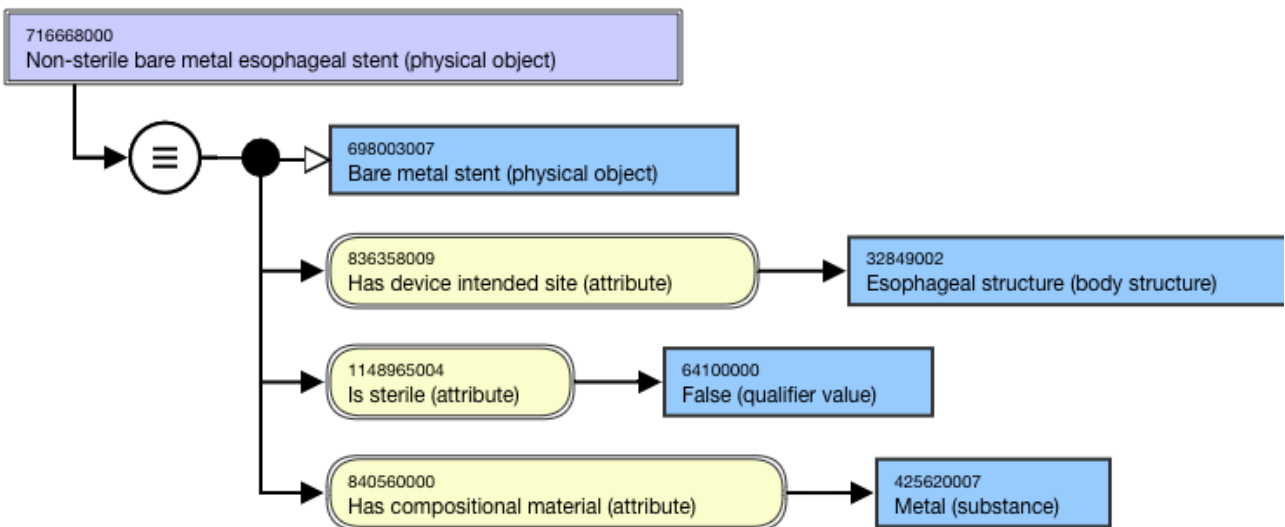 716668000
Non-sterile bare metal esophageal stent (physical object)
698003007
Bare metal stent (physical object)
836358009
Has device intended site (attribute)
32849002
Esophageal structure (body structure)
1148965004
Is sterile (attribute)
64100000
False (qualifier value)
840560000
Has compositional material (attribute)
425620007
Metal (substance)